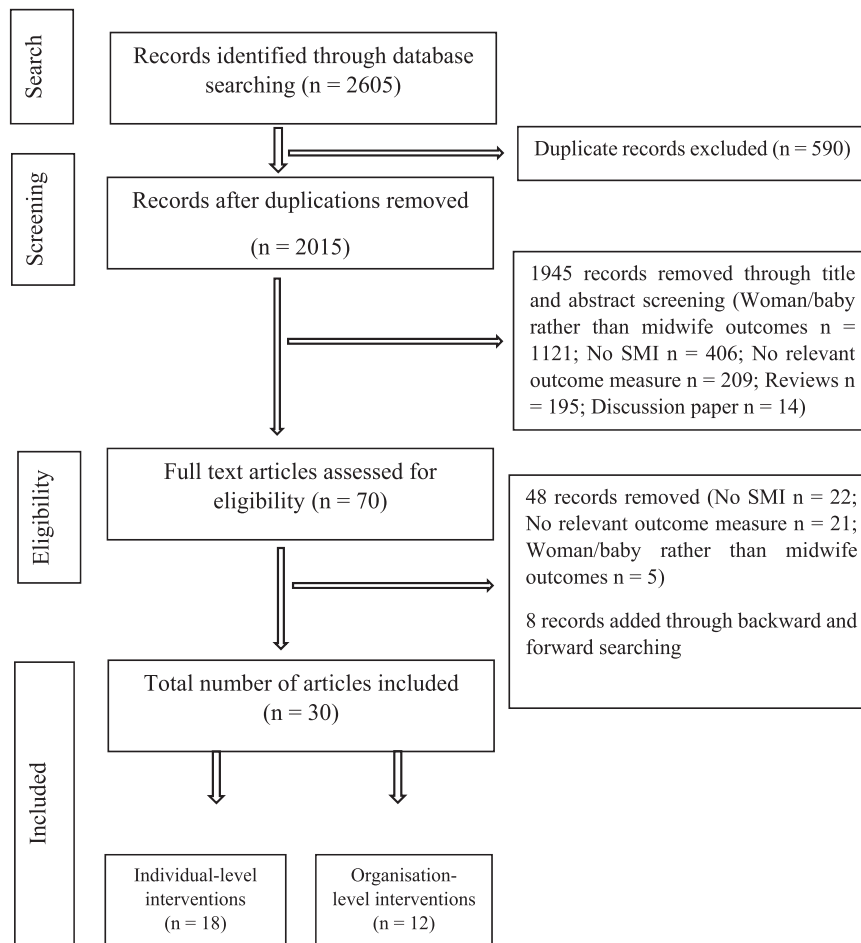 Search
Records identified through database
searching (n = 2605)
Duplicate records excluded (n = 590)
Screening
Records after duplications removed
(n = 2015)
1945 records removed through title
and abstract screening (Woman/baby
rather than midwife outcomes n =
1121; No SMI n = 406; No relevant
outcome measure n = 209; Reviews n
= 195; Discussion paper n = 14)
Eligibility
Full text articles assessed for
eligibility (n = 70)
48 records removed (No SMI n = 22;
No relevant outcome measure n = 21;
Woman/baby rather than midwife
outcomes n = 5)
8 records added through backward and
forward searching
Included
Total number of articles included
(n = 30)
Individual-level
interventions
(n = 18)
Organisation-
level interventions
(n = 12)